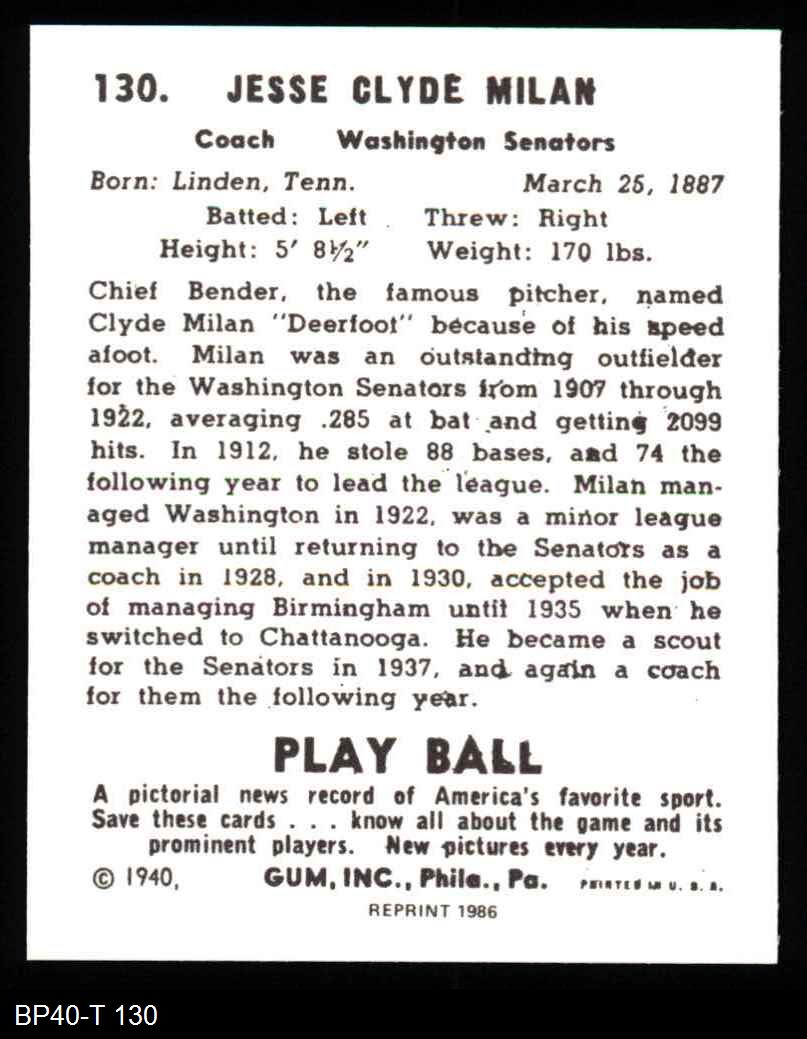 130. JESSE CLYDE MILAN
Coach Washington Senators
Born: Linden, Tenn. March 25, 1887
Batted: Left Threw: Right
Height: 5' 8½" Weight: 170 lbs.
Chief Bender, the famous pitcher, named
Clyde Milan "Deerfoot" because of his speed
afoot. Milan was an outstanding outfielder
for the Washington Senators from 1907 through
1922, averaging .285 at bat and getting 2099
hits. In 1912, he stole 88 bases, and 74 the
following year to lead the league. Milan man-
aged Washington in 1922, was a minor league
manager until returning to the Senators as a
coach in 1928, and in 1930, accepted the job
of managing Birmingham until 1935 when he
switched to Chattanooga. He became a scout
for the Senators in 1937, and again a coach
for them the following year.
PLAY BALL
A pictorial news record of America's favorite sport.
Save these cards . . . know all about the game and its
prominent players. New pictures every year.
© 1940, GUM, INC., Phila., Pa. PRINTED IN U. S. A.
REPRINT 1986
BP40-T 130